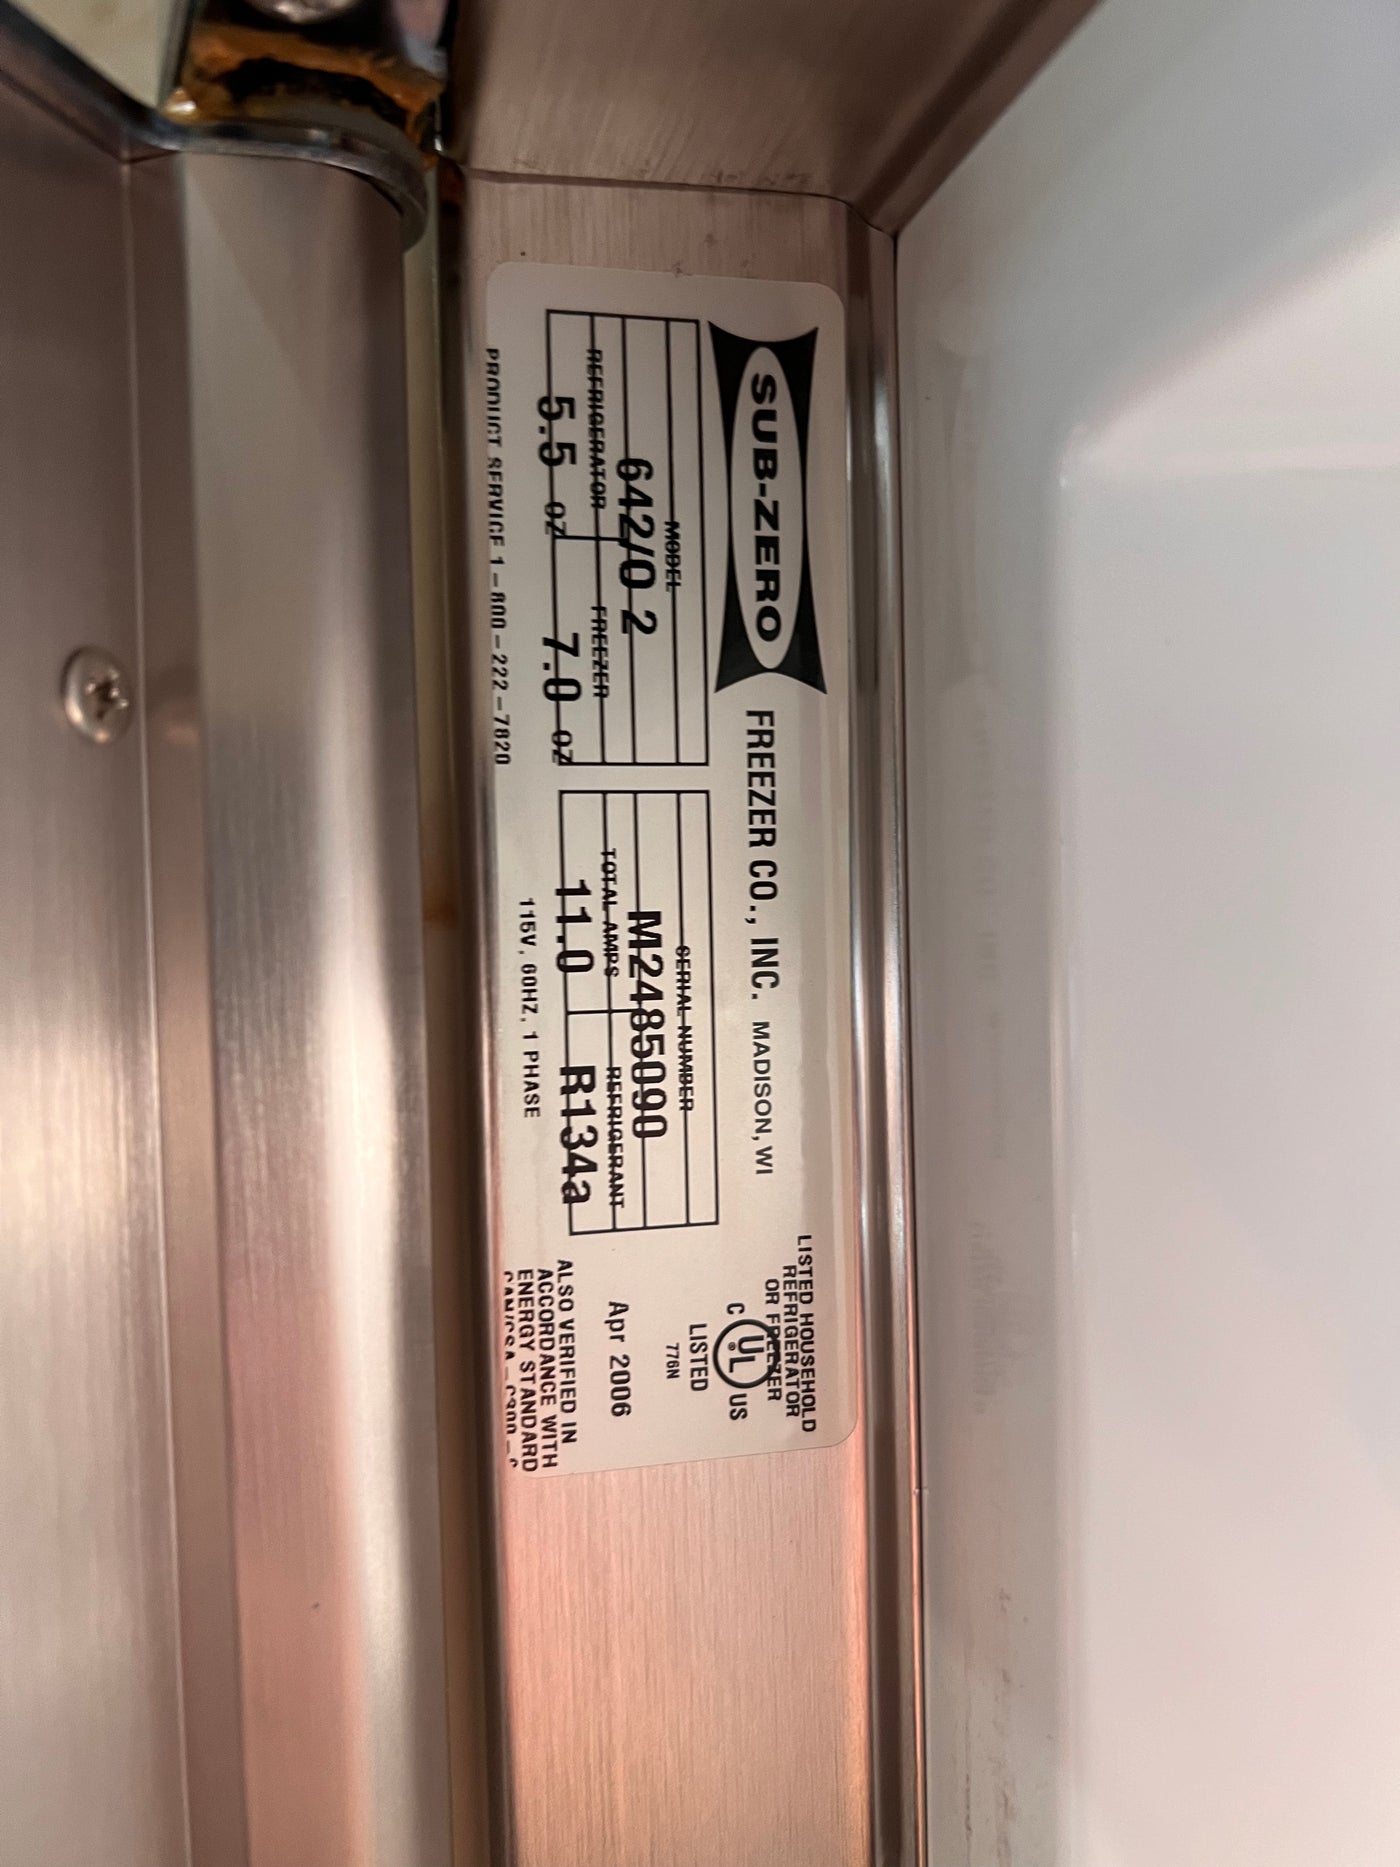 SUB-ZERO FREEZER CO., INC. MADISON, WI
MODEL
642/O 2
REFRIGERATOR FREEZER
5.5 OZ 7.0 OZ
PRODUCT SERVICE 1-800-222-7820
SERIAL NUMBER
M2485090
TOTAL AMPS REFRIGERANT
11.0 R134a
115V, 60HZ, 1 PHASE
LISTED HOUSEHOLD
REFRIGERATOR
OR FREEZER
C UL® US
LISTED
776N
Apr 2006
ALSO VERIFIED IN
ACCORDANCE WITH
ENERGY STANDARD